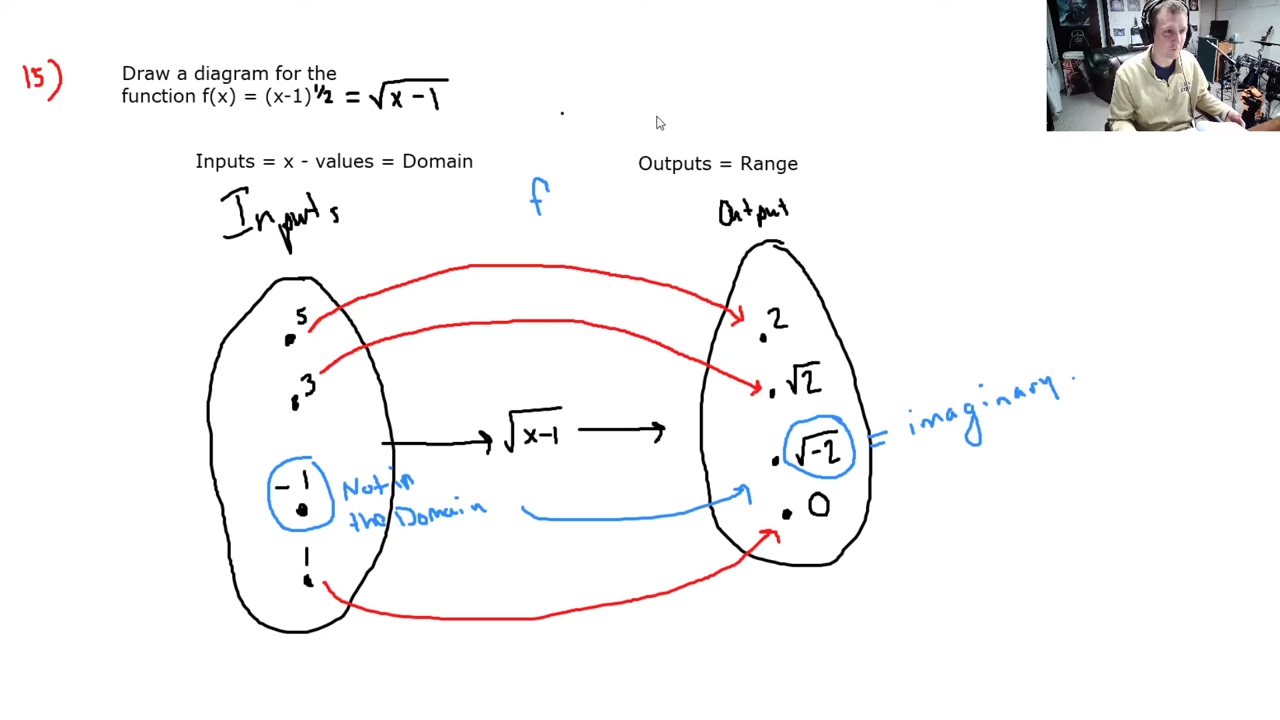 15)
Draw a diagram for the
function f(x) = (x-1)^1/2 = √x-1
Inputs = x - values = Domain
Outputs = Range
Inputs
f
Output
5
2
3
√2
√x-1
√-2
= imaginary.
-1
Not in
the Domain
0
1